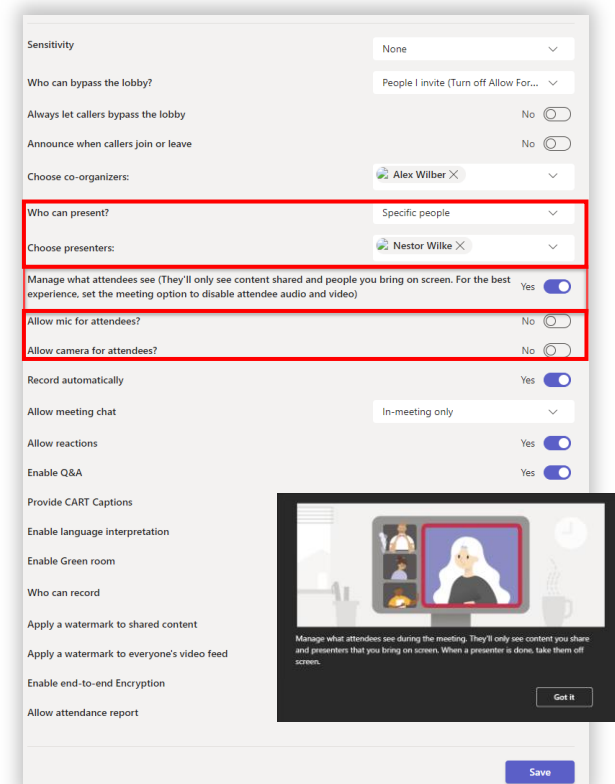 Sensitivity None
Who can bypass the lobby? People I invite (Turn off Allow For...
Always let callers bypass the lobby No
Announce when callers join or leave No
Choose co-organizers: Alex Wilber
Who can present? Specific people
Choose presenters: Nestor Wilke
Manage what attendees see (They'll only see content shared and people you bring on screen. For the best
experience, set the meeting option to disable attendee audio and video) Yes
Allow mic for attendees? No
Allow camera for attendees? No
Record automatically Yes
Allow meeting chat In-meeting only
Allow reactions Yes
Enable Q&A Yes
Provide CART Captions
Enable language interpretation
Enable Green room
Who can record
Apply a watermark to shared content
Apply a watermark to everyone's video feed
Enable end-to-end Encryption
Allow attendance report
Manage what attendees see during the meeting. They'll only see content you share
and presenters that you bring on screen. When a presenter is done, take them off
screen.
Got it
Save